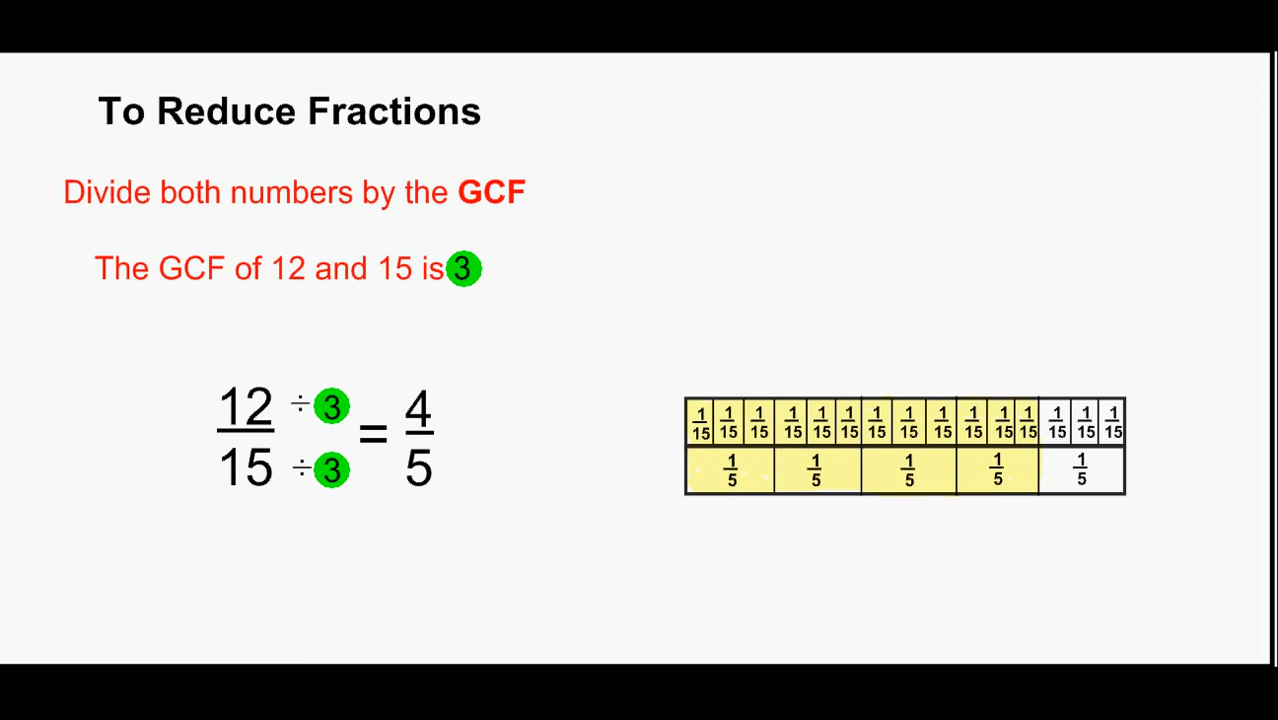 To Reduce Fractions
Divide both numbers by the GCF
The GCF of 12 and 15 is 3
12 ÷ 3 = 4
15 ÷ 3 5
1 1 1 1 1 1 1 1 1 1 1 1 1 1 1
15 15 15 15 15 15 15 15 15 15 15 15 15 15 15
1 1 1 1 1
5 5 5 5 5